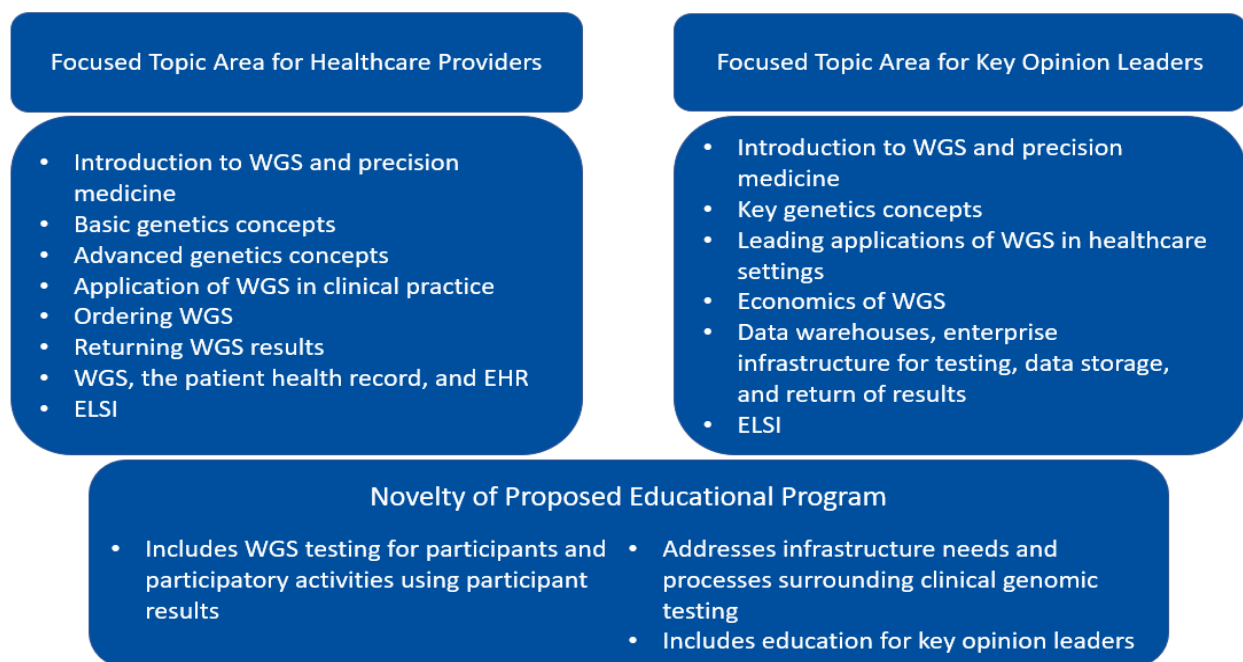 Focused Topic Area for Healthcare Providers
• Introduction to WGS and precision
medicine
• Basic genetics concepts
• Advanced genetics concepts
• Application of WGS in clinical practice
• Ordering WGS
• Returning WGS results
• WGS, the patient health record, and EHR
• ELSI
Focused Topic Area for Key Opinion Leaders
• Introduction to WGS and precision
medicine
• Key genetics concepts
• Leading applications of WGS in healthcare
settings
• Economics of WGS
• Data warehouses, enterprise
infrastructure for testing, data storage,
and return of results
• ELSI
Novelty of Proposed Educational Program
• Includes WGS testing for participants and
participatory activities using participant
results
• Addresses infrastructure needs and
processes surrounding clinical genomic
testing
• Includes education for key opinion leaders